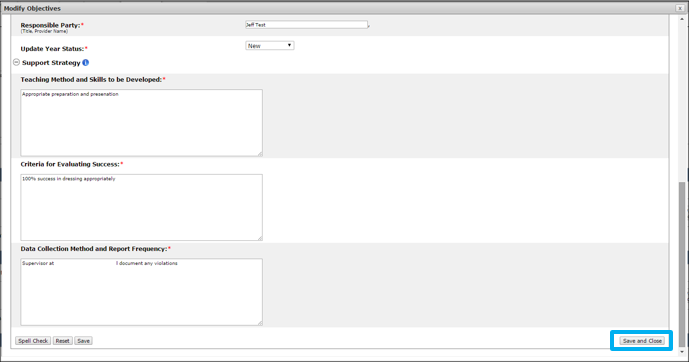 Modify Objectives
x
Responsible Party:* Jeff Test
(Title, Provider Name)
Update Year Status:* New
Support Strategy i
Teaching Method and Skills to be Developed:*
Appropriate preparation and presenation
Criteria for Evaluating Success:*
100% success in dressing appropriately
Data Collection Method and Report Frequency:*
Supervisor at l document any violations
Spell Check Reset Save Save and Close